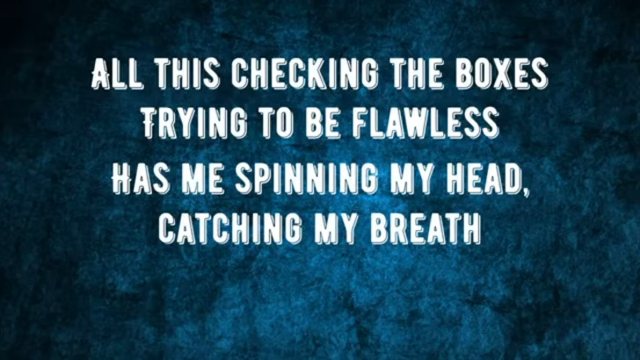 ALL THIS CHECKING THE BOXES
TRYING TO BE FLAWLESS
HAS ME SPINNING MY HEAD,
CATCHING MY BREATH